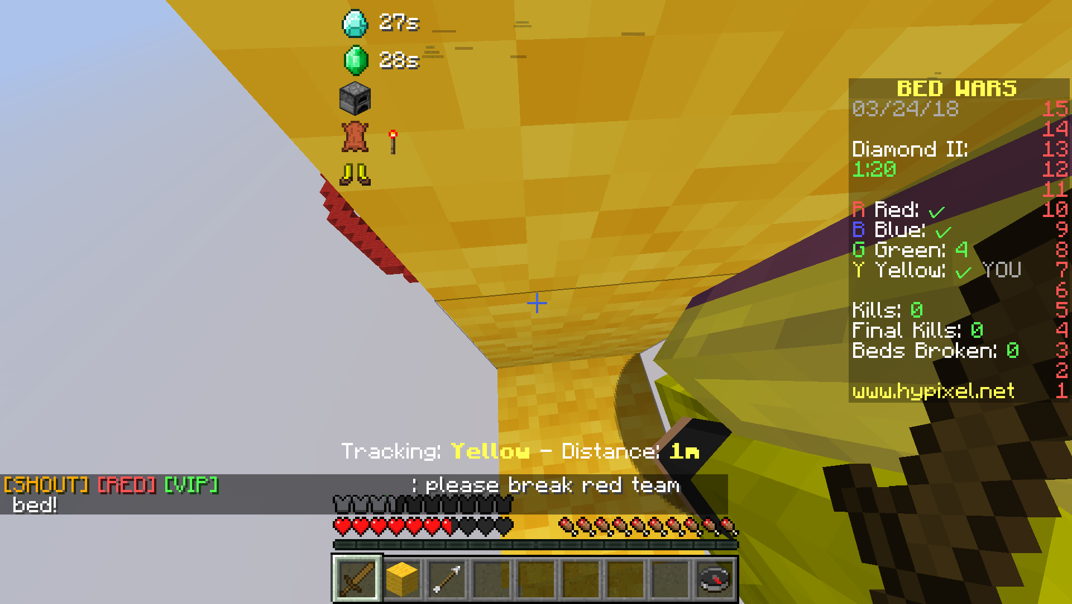 27s
28s
BED WARS
03/24/18 15
14
Diamond II: 13
1:20 12
11
R Red: ✓ 10
B Blue: ✓ 9
G Green: 4 8
Y Yellow: ✓ YOU 7
6
Kills: 0 5
Final Kills: 0 4
Beds Broken: 0 3
2
www.hypixel.net 1
Tracking: Yellow - Distance: 1m
[SHOUT] [RED] [VIP] : please break red team
bed!